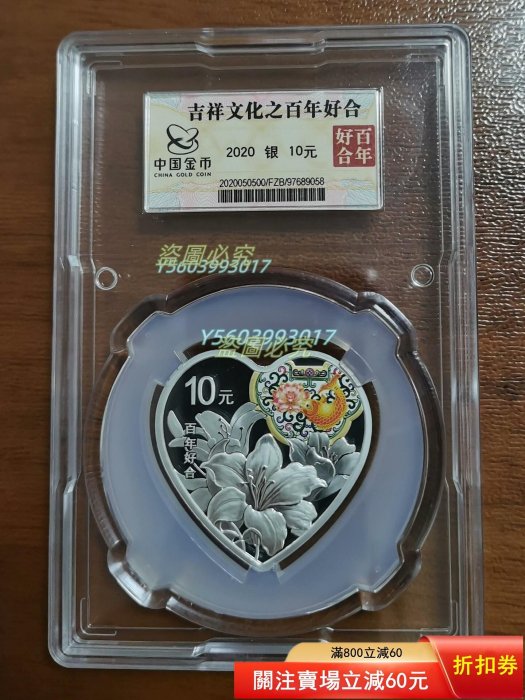 吉祥文化之百年好合
中国金币
CHINA GOLD COIN
2020 银 10元
百年
好合
2020050500/FZB/97689058
盗圖必究
Y5603993017
Y5603993017
盗圖必究
10元
百年好合
滿800立減60
關注賣場立減60元
折扣券